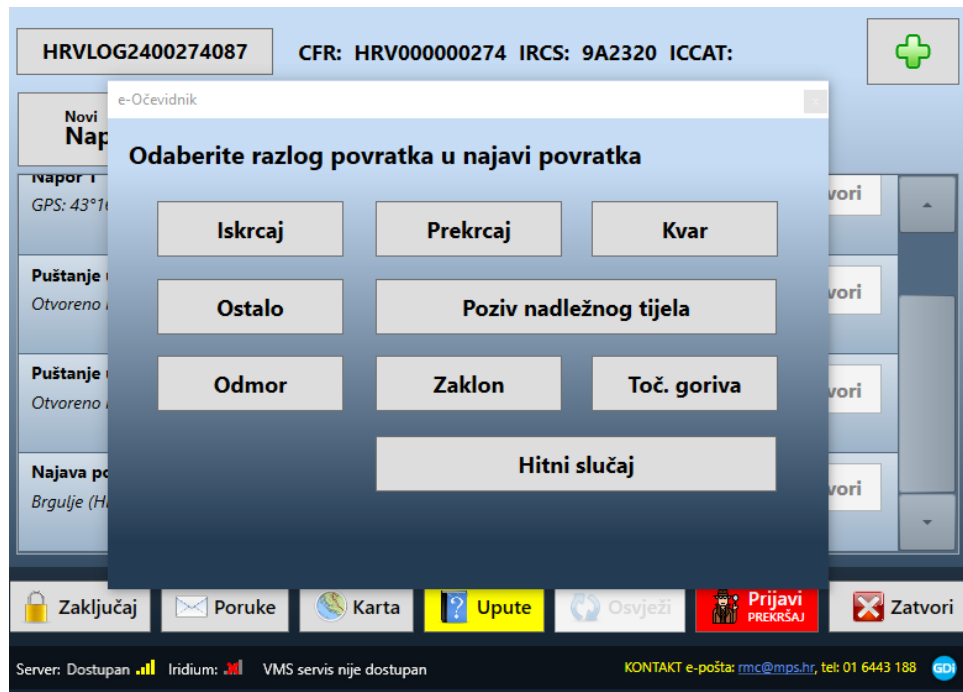 HRVLOG2400274087 CFR: HRV000000274 IRCS: 9A2320 ICCAT:
e-Očevidnik
Novi
Nap
Odaberite razlog povratka u najavi povratka
Napor 1
GPS: 43°1
vori
Iskrcaj Prekrcaj Kvar
Puštanje
Otvoreno
vori
Ostalo Poziv nadležnog tijela
Puštanje
Otvoreno
vori
Odmor Zaklon Toč. goriva
Hitni slučaj
Najava po
Brgulje (H
vori
Zaključaj Poruke Karta Upute Osvježi Prijavi PREKRŠAJ Zatvori
Server: Dostupan Iridium: VMS servis nije dostupan KONTAKT e-pošta: rmc@mps.hr, tel: 01 6443 188 GDi